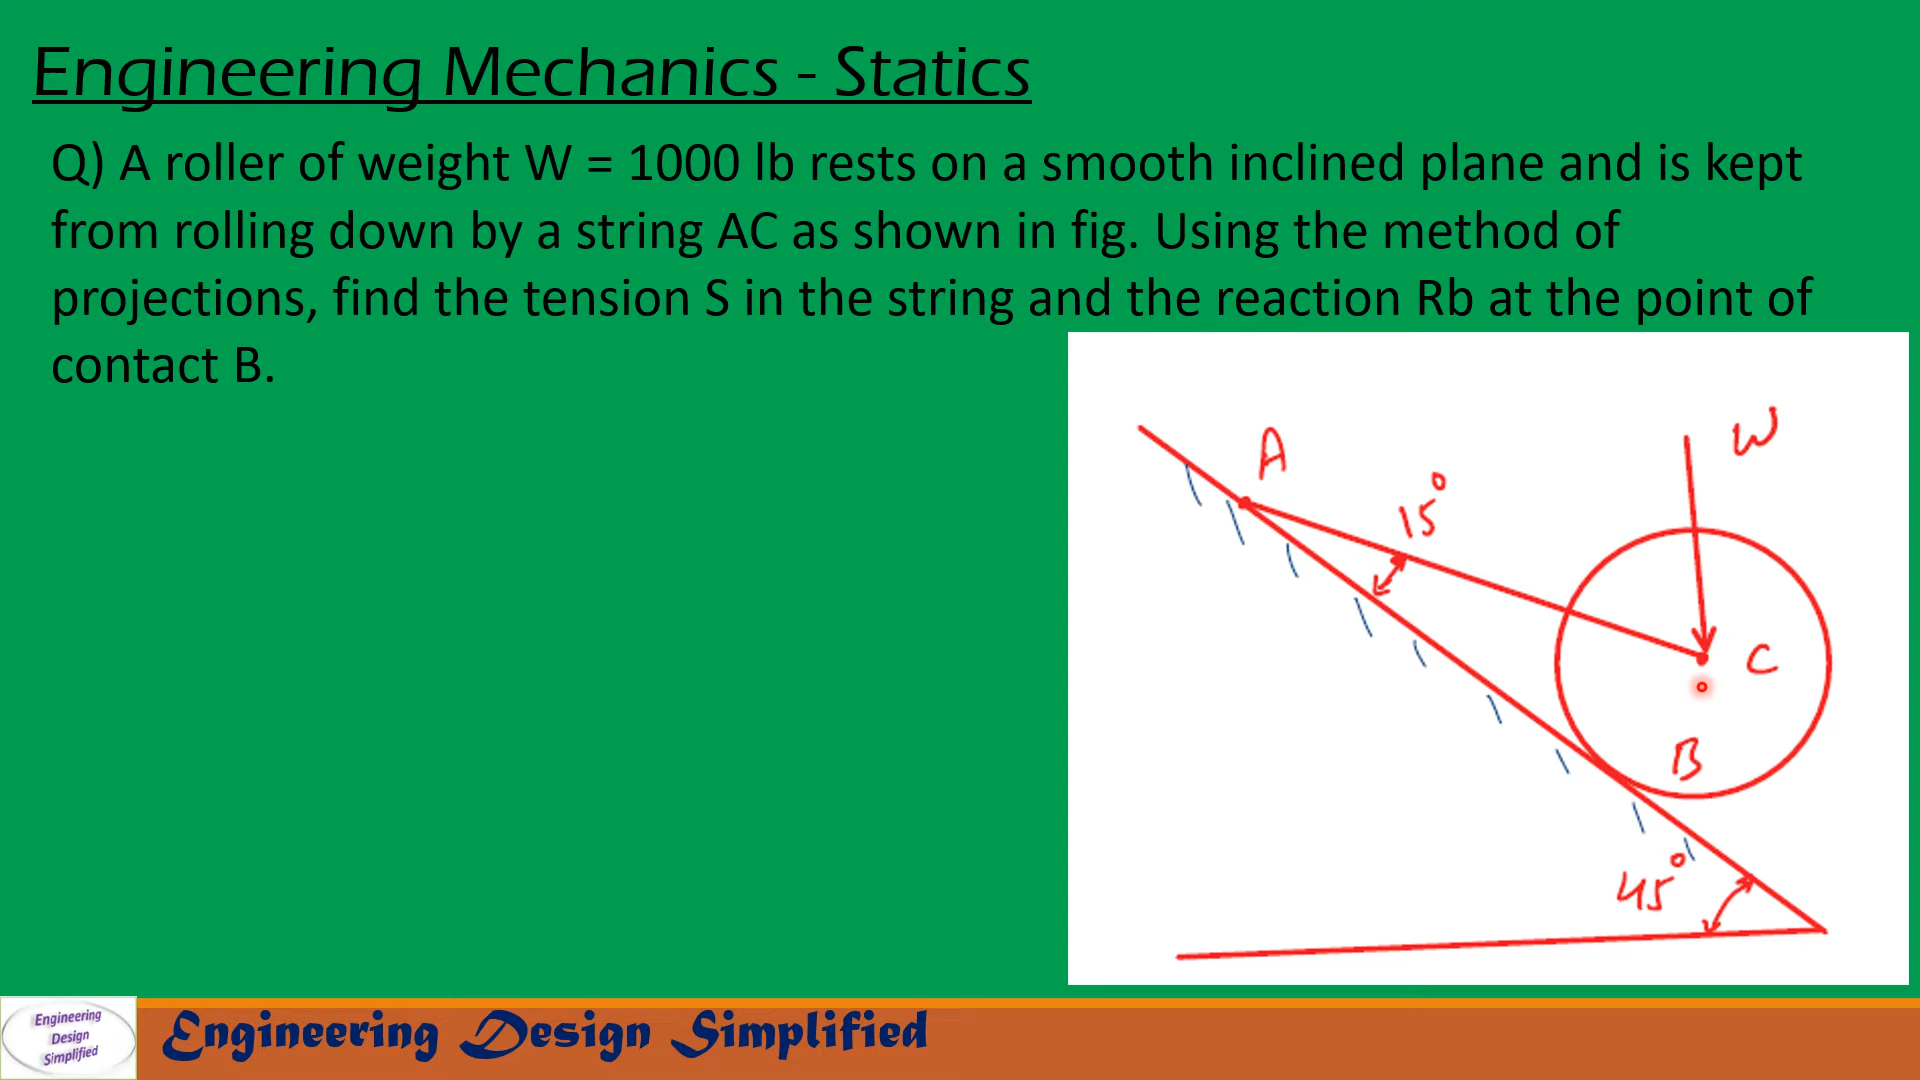 Engineering Mechanics - Statics
Q) A roller of weight W = 1000 lb rests on a smooth inclined plane and is kept
from rolling down by a string AC as shown in fig. Using the method of
projections, find the tension S in the string and the reaction Rb at the point of
contact B.
A
W
15°
C
B
45°
Engineering
Design
Simplified
Engineering Design Simplified